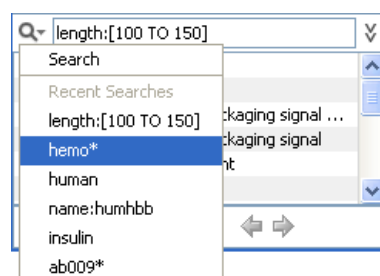 length:[100 TO 150]
Search
Recent Searches
length:[100 TO 150]
ckaging signal ...
hemo*
ckaging signal
human
nt
name:humhbb
insulin
ab009*